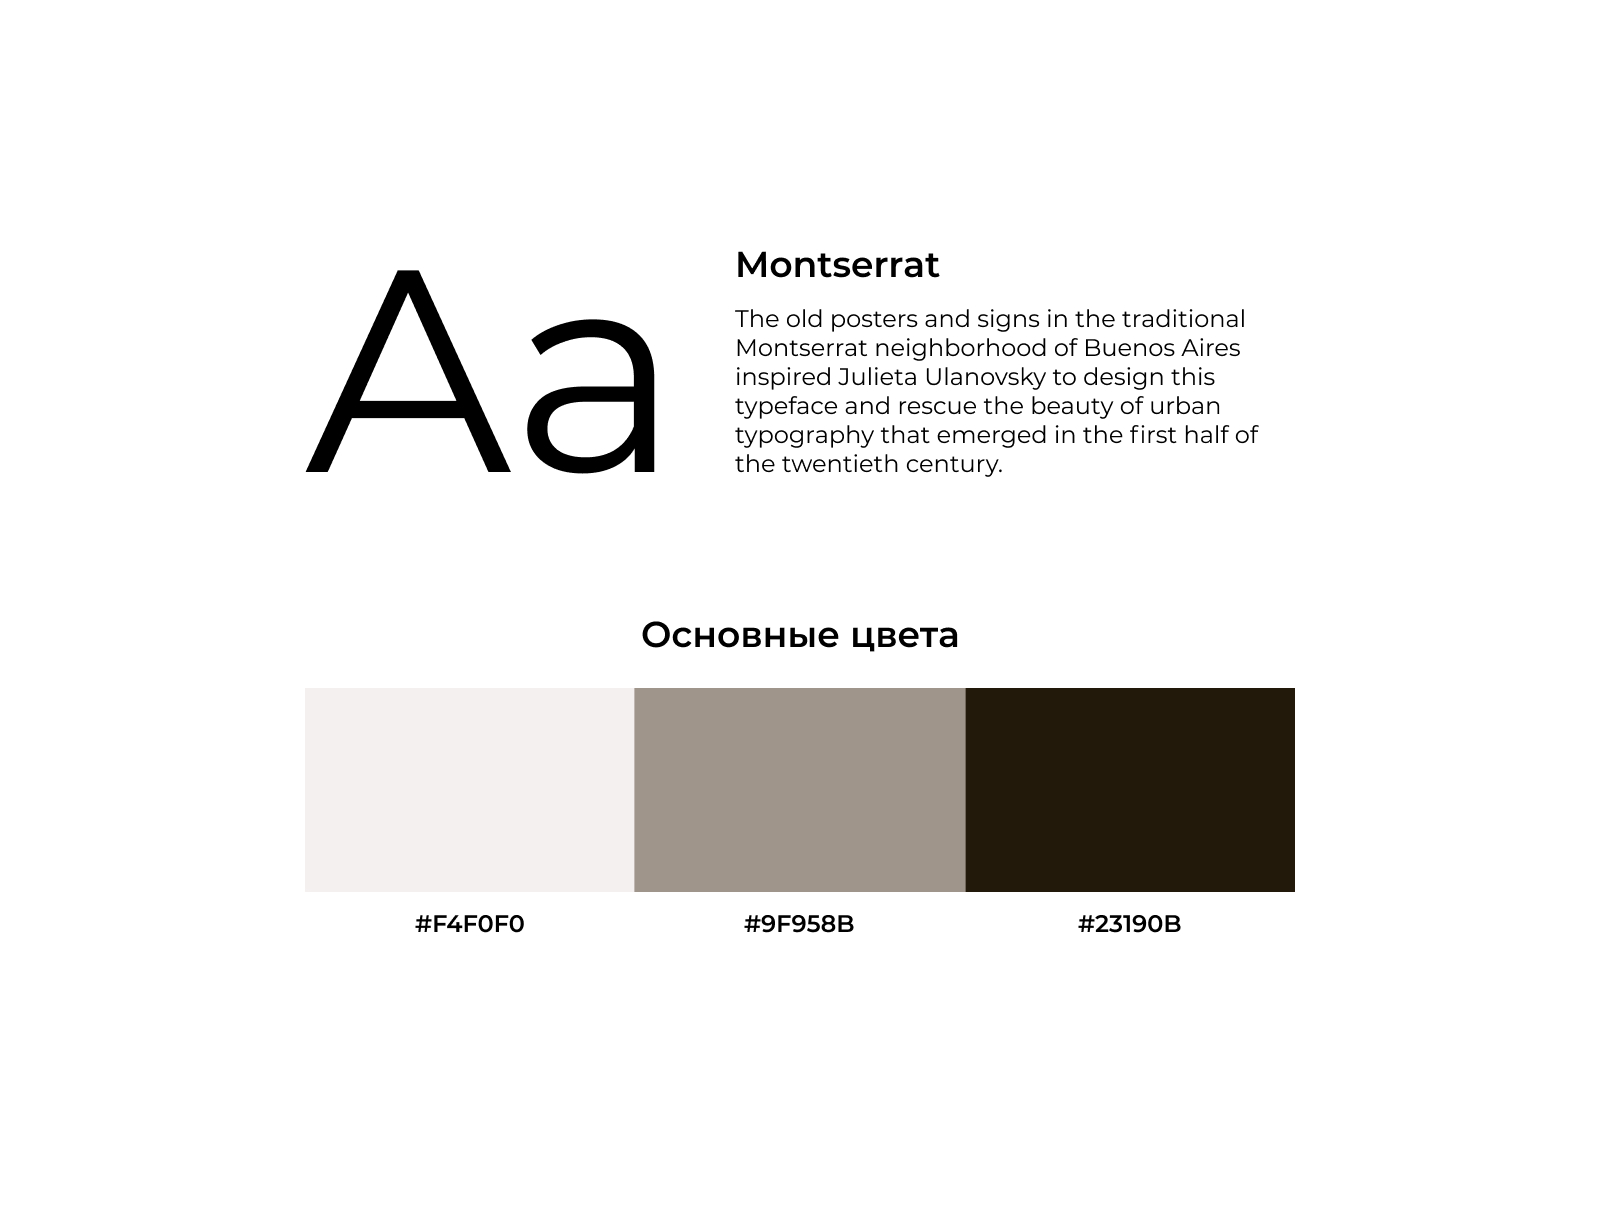 Aa
Montserrat
The old posters and signs in the traditional
Montserrat neighborhood of Buenos Aires
inspired Julieta Ulanovsky to design this
typeface and rescue the beauty of urban
typography that emerged in the first half of
the twentieth century.
Основные цвета
#F4F0F0
#9F958B
#23190B